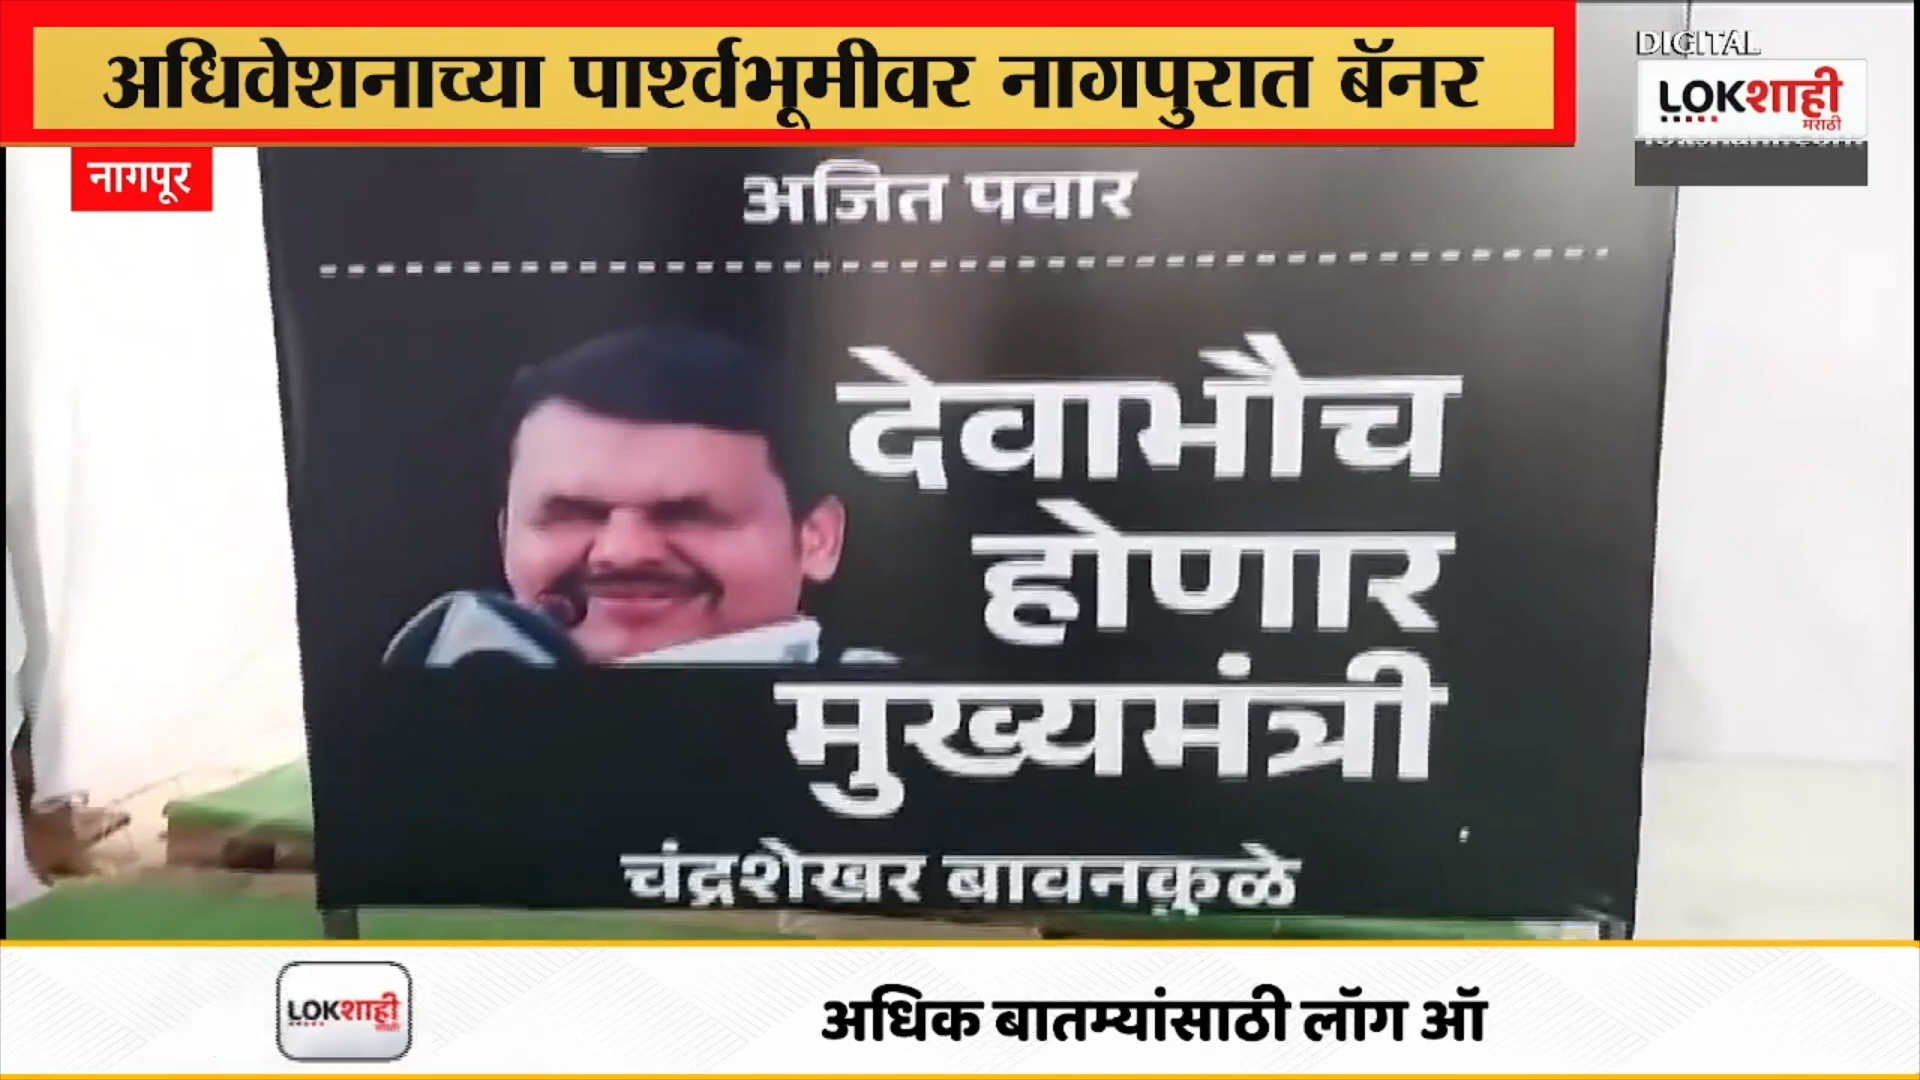 अधिवेशनाच्या पार्श्वभूमीवर नागपुरात बॅनर
DIGITAL
LOKशाही
मराठी
नागपूर
अजित पवार
देवाभौच
होणार
मुख्यमंत्री
चंद्रशेखर बावनकुळे
LOKशाही
मराठी
अधिक बातम्यांसाठी लॉग ऑ